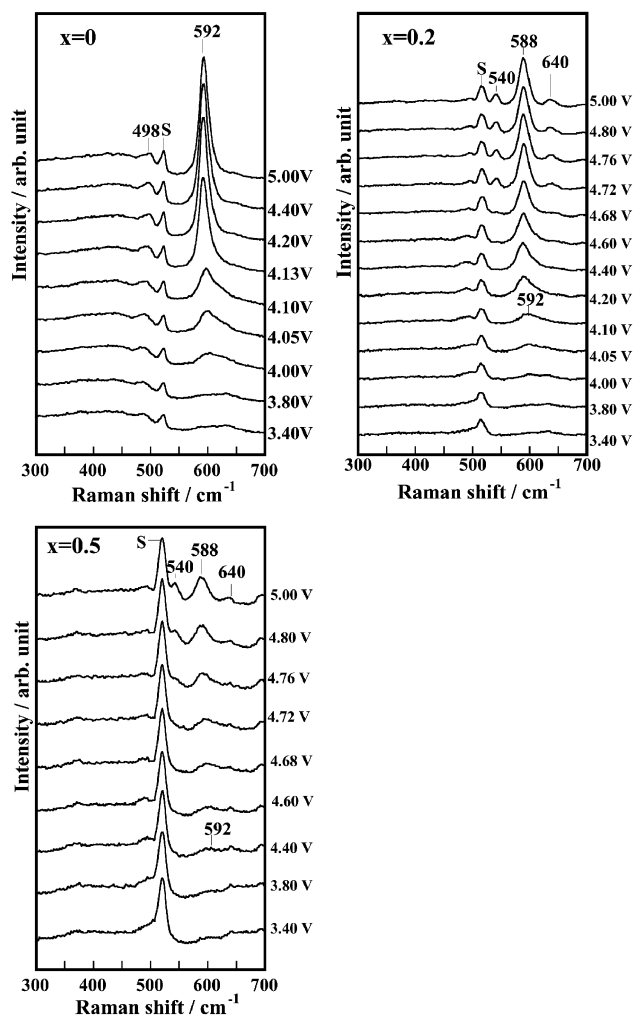 x=0
592
498 S
5.00V
4.40V
4.20V
4.13V
4.10V
4.05V
4.00V
3.80V
3.40V
Intensity / arb. unit
300 400 500 600 700
Raman shift / cm-1
x=0.2
588
S 540 640
5.00 V
4.80 V
4.76 V
4.72 V
4.68 V
4.60 V
4.40 V
4.20 V
592
4.10 V
4.05 V
4.00 V
3.80 V
3.40 V
Intensity / arb. unit
300 400 500 600 700
Raman shift / cm-1
x=0.5
S
540 588 640
5.00 V
4.80 V
4.76 V
4.72 V
4.68 V
4.60 V
592
4.40 V
3.80 V
3.40 V
Intensity / arb. unit
300 400 500 600 700
Raman shift / cm-1